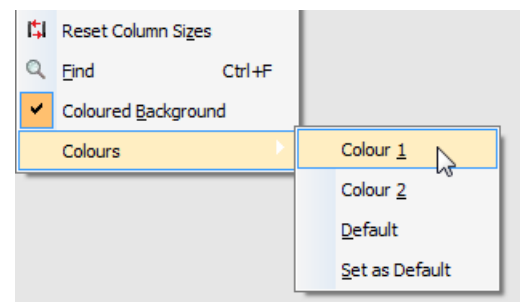 Reset Column Sizes
Find Ctrl+F
Coloured Background
Colours
Colour 1
Colour 2
Default
Set as Default